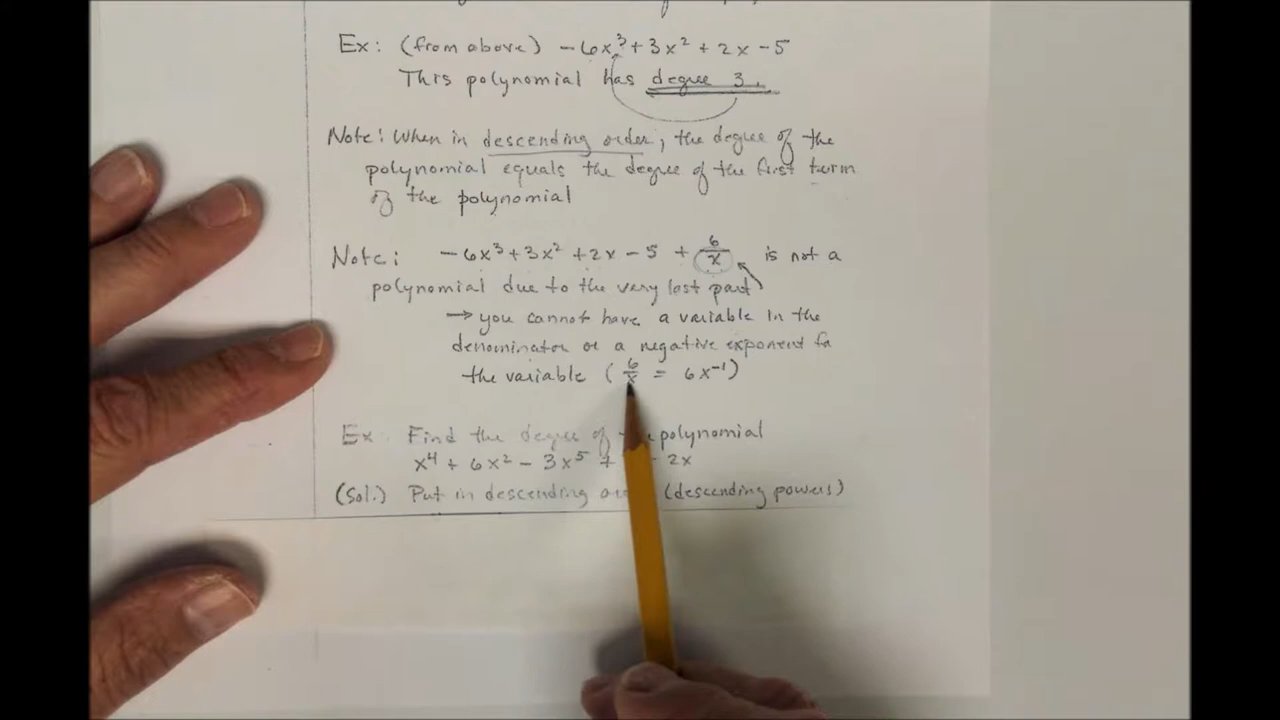 Ex: (from above) -6x³ + 3x² + 2x - 5
This polynomial has degree 3.
Note: When in descending order, the degree of the
polynomial equals the degree of the first term
of the polynomial
Note: -6x³ + 3x² + 2x - 5 + 6/x is not a
polynomial due to the very last part
→ you cannot have a variable in the
denominator or a negative exponent fo
the variable (6/x = 6x⁻¹)
Ex Find the degree of polynomial
x⁴ + 6x² - 3x⁵ + - 2x
(Sol.) Put in descending (descending powers)